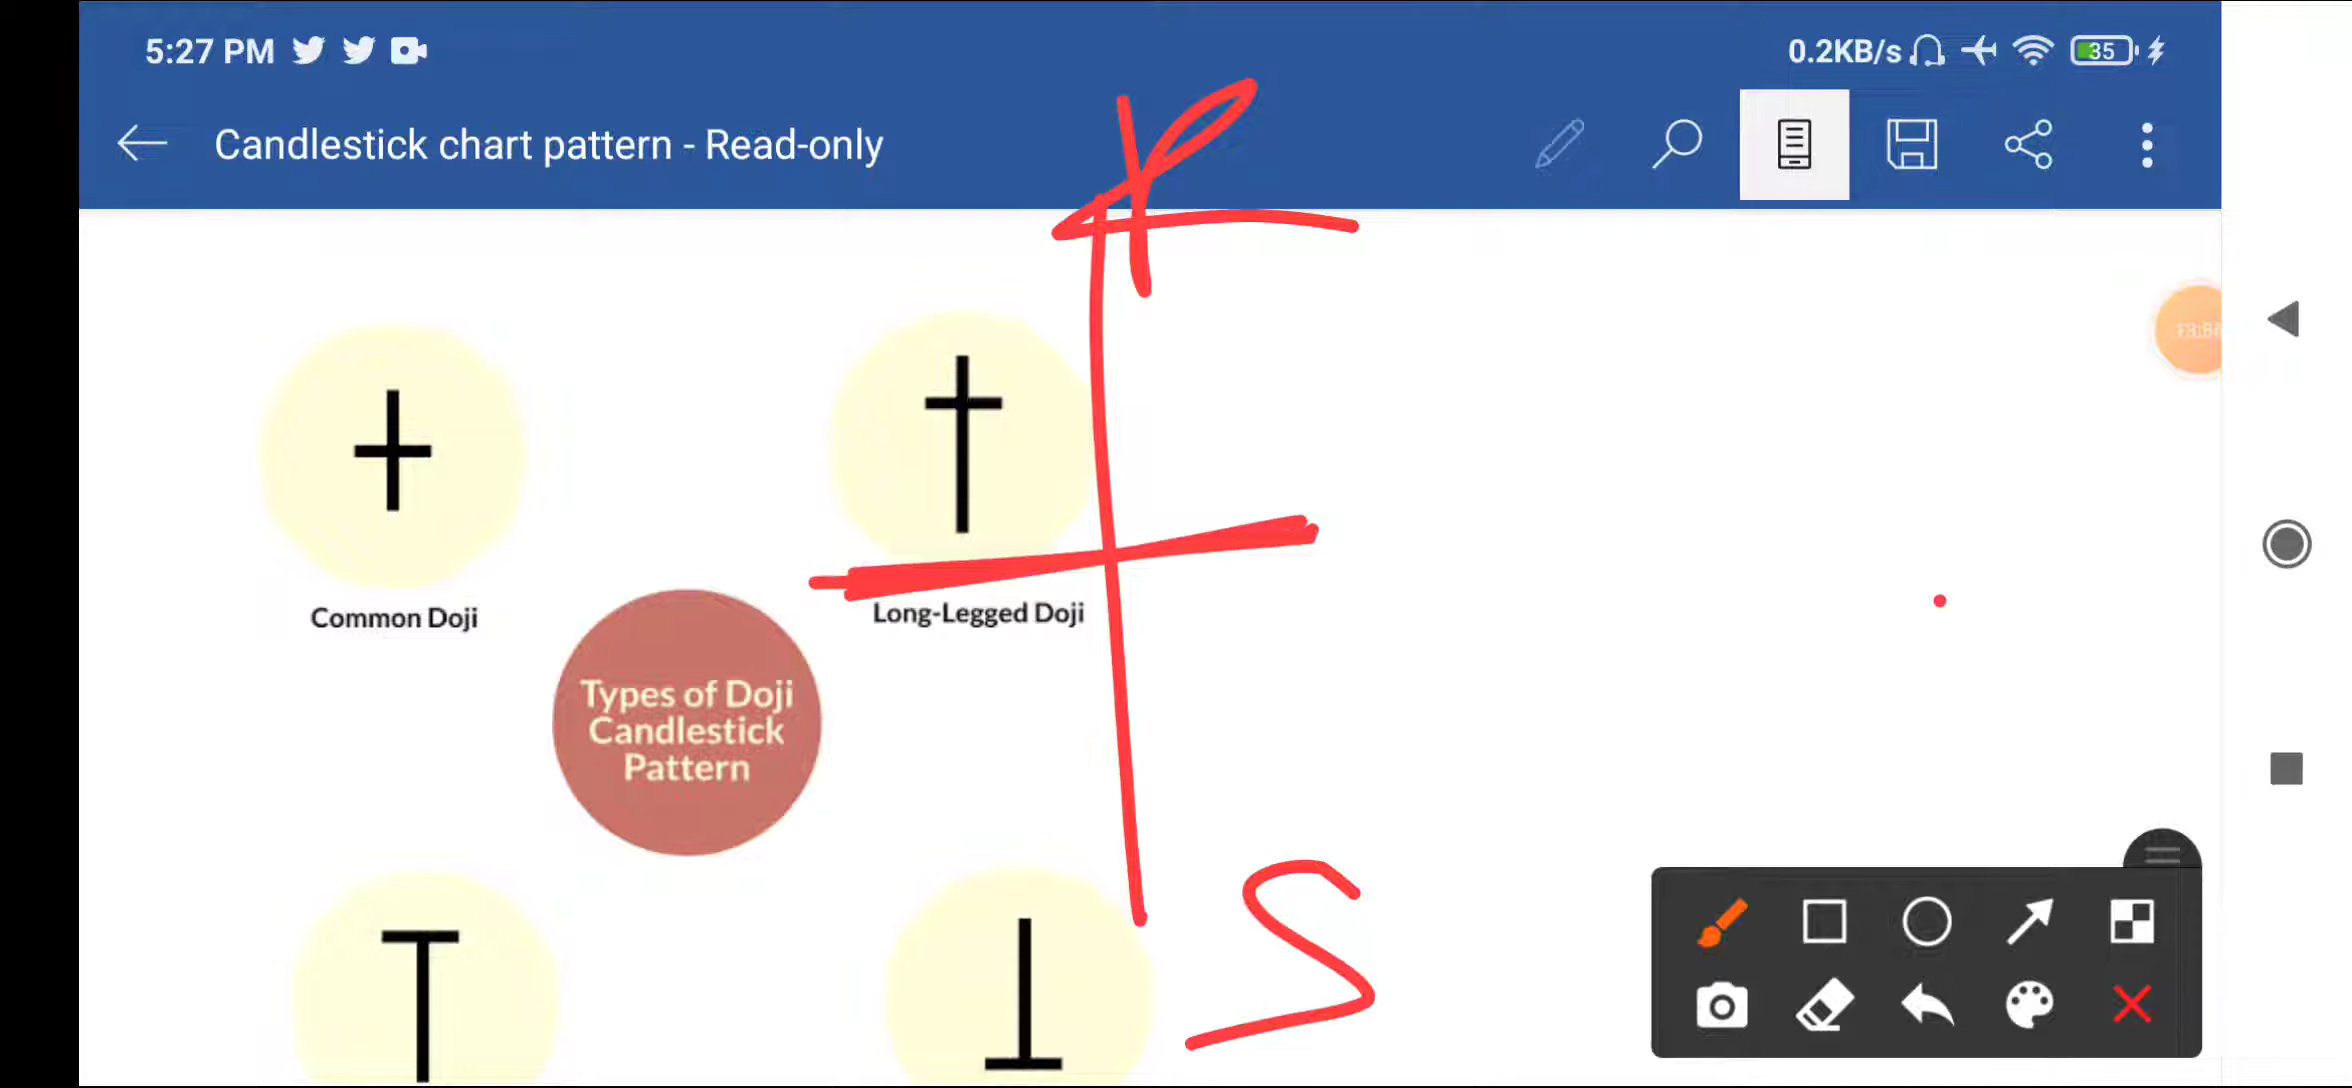 5:27 PM
0.2KB/s
35
Candlestick chart pattern - Read-only
Common Doji
Long-Legged Doji
Types of Doji
Candlestick
Pattern
S